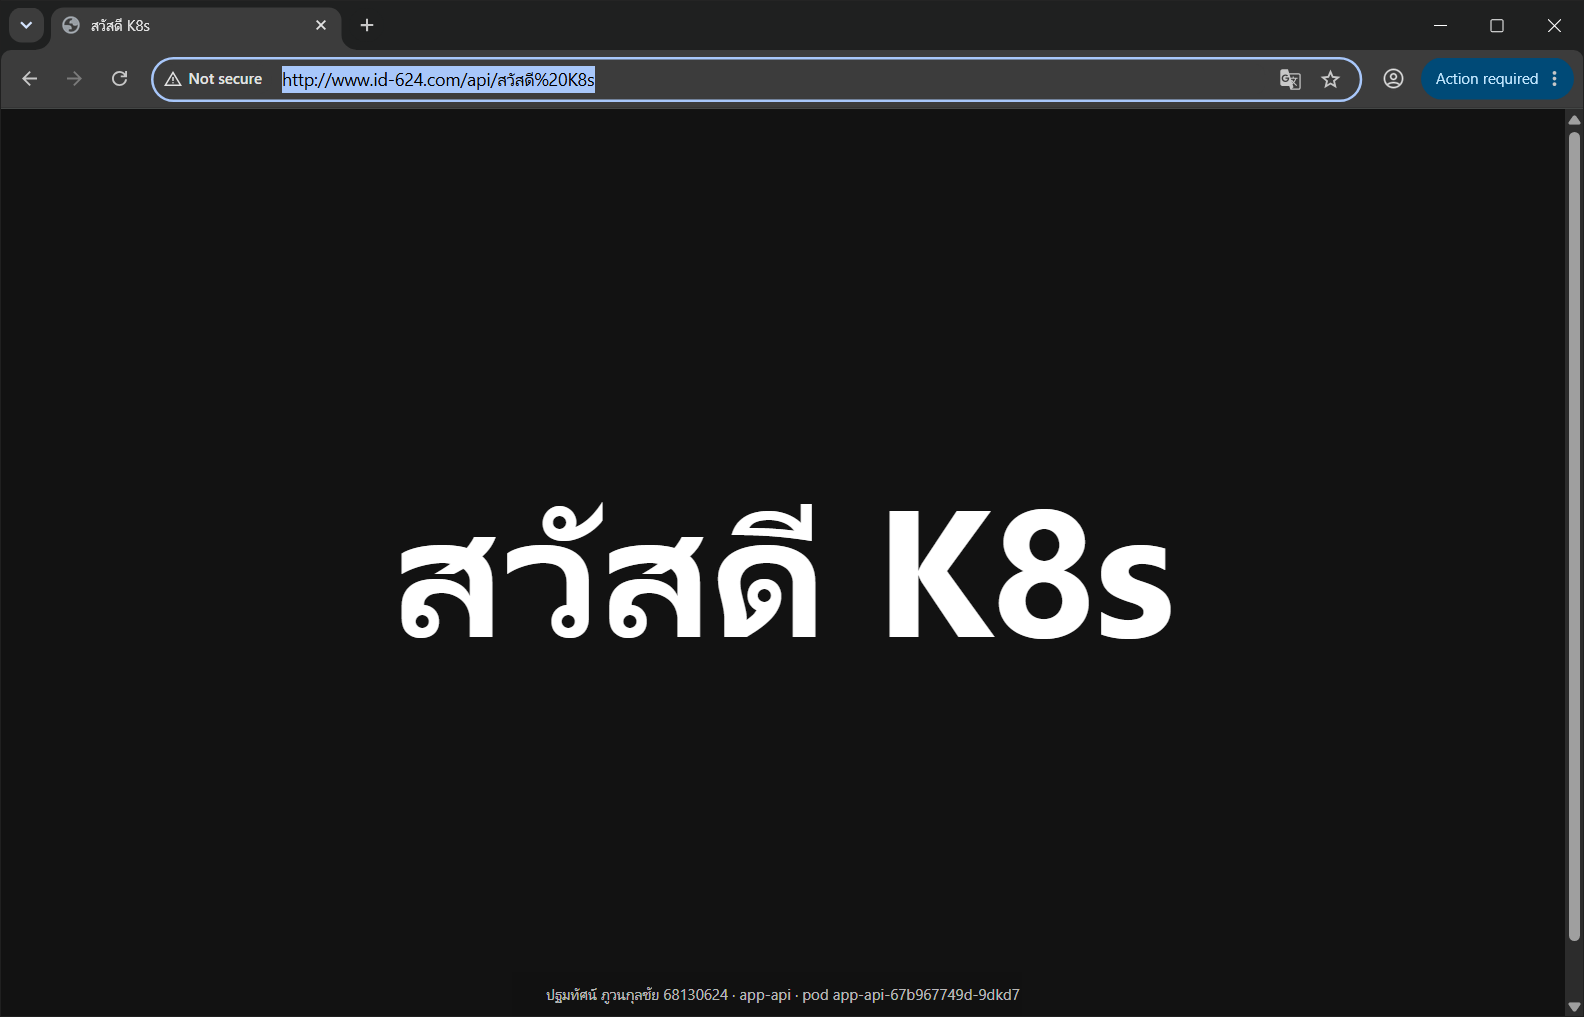 สวัสดี K8s
Not secure
http://www.id-624.com/api/สวัสดี%20K8s
Action required
สวัสดี K8s
ปฐมทัศน์ ภูวนกุลชัย 68130624 · app-api · pod app-api-67b967749d-9dkd7